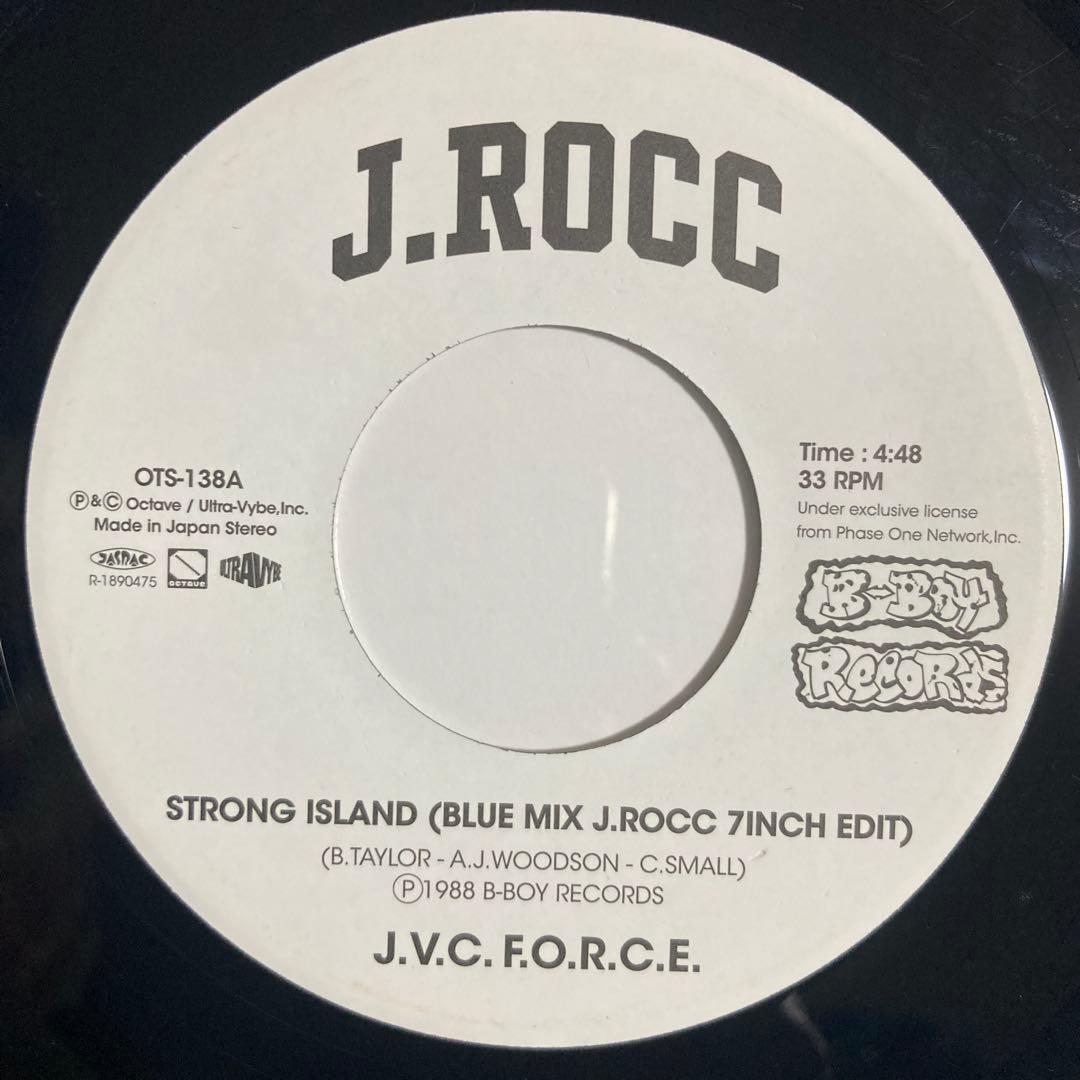 J.ROCC
OTS-138A
Ⓟ&Ⓒ Octave / Ultra-Vybe,Inc.
Made in Japan Stereo
JASRAC
R-1890475
OCTAVE
ULTRAVYBE
Time : 4:48
33 RPM
Under exclusive license
from Phase One Network,Inc.
B-Boy
Records
STRONG ISLAND (BLUE MIX J.ROCC 7INCH EDIT)
(B.TAYLOR - A.J.WOODSON - C.SMALL)
Ⓟ1988 B-BOY RECORDS
J.V.C. F.O.R.C.E.